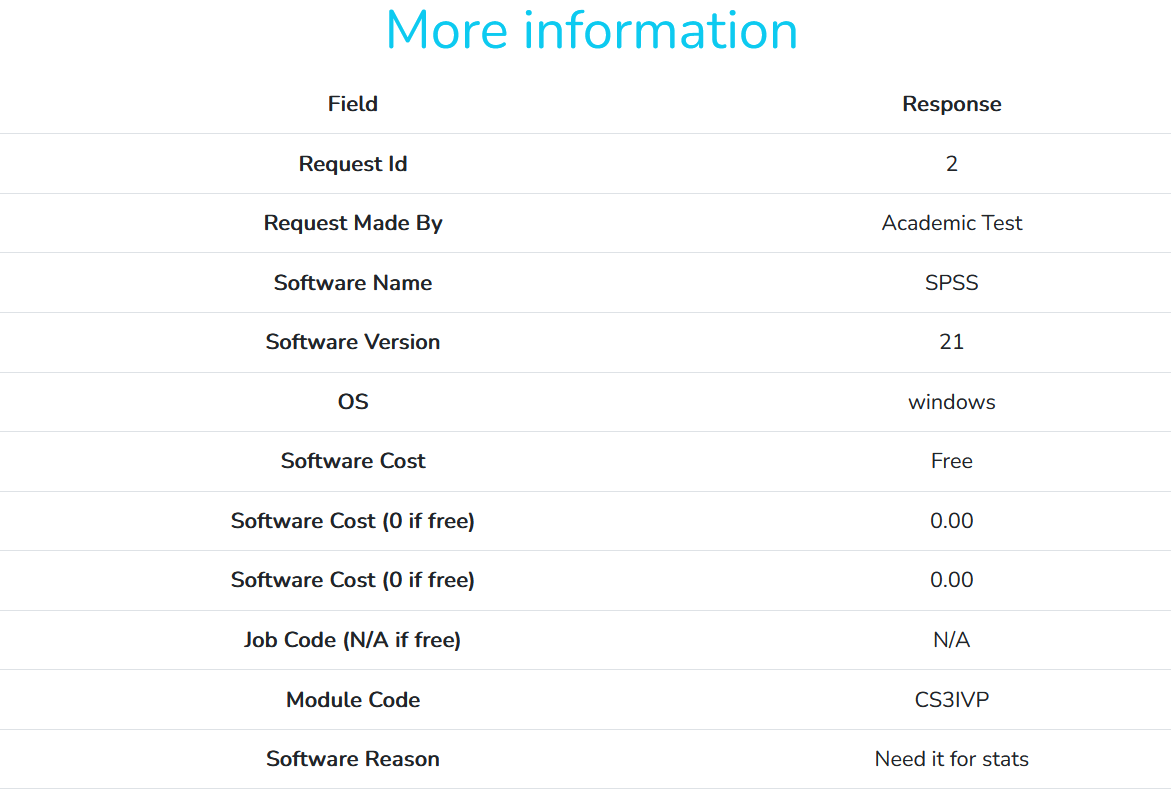 More information
Field Response
Request Id 2
Request Made By Academic Test
Software Name SPSS
Software Version 21
OS windows
Software Cost Free
Software Cost (0 if free) 0.00
Software Cost (0 if free) 0.00
Job Code (N/A if free) N/A
Module Code CS3IVP
Software Reason Need it for stats